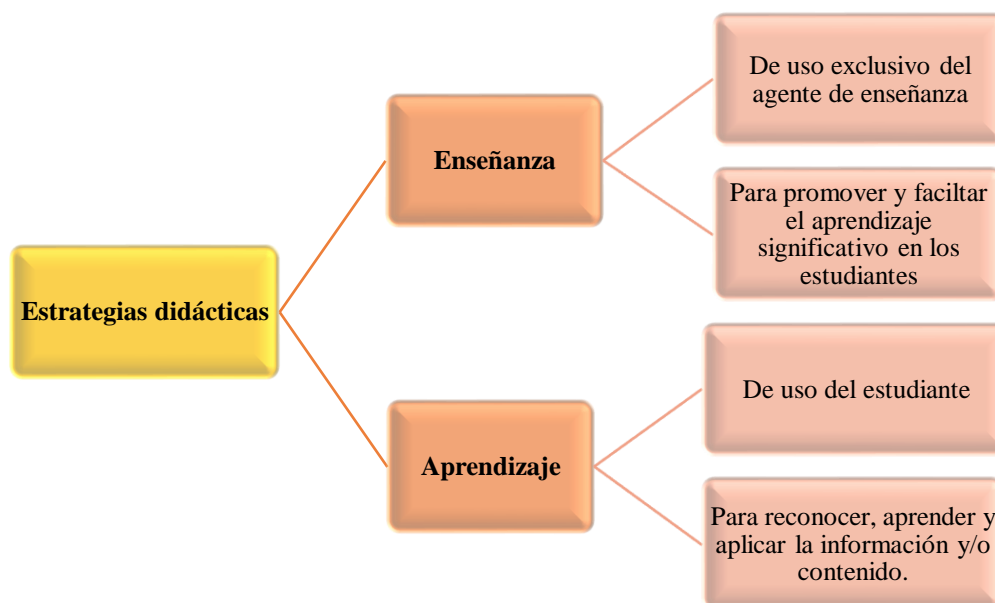 Estrategias didácticas
Enseñanza
De uso exclusivo del
agente de enseñanza
Para promover y faciltar
el aprendizaje
significativo en los
estudiantes
Aprendizaje
De uso del estudiante
Para reconocer, aprender y
aplicar la información y/o
contenido.